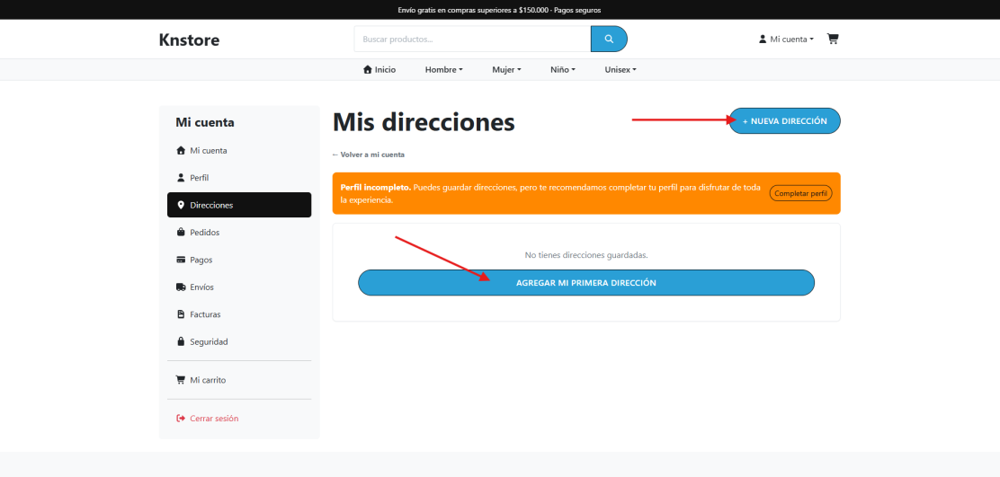 Envío gratis en compras superiores a $150.000 · Pagos seguros
Knstore
Buscar productos...
Mi cuenta
Inicio
Hombre
Mujer
Niño
Unisex
Mi cuenta
Mi cuenta
Perfil
Direcciones
Pedidos
Pagos
Envíos
Facturas
Seguridad
Mi carrito
Cerrar sesión
Mis direcciones
+ NUEVA DIRECCIÓN
← Volver a mi cuenta
Perfil incompleto. Puedes guardar direcciones, pero te recomendamos completar tu perfil para disfrutar de toda
la experiencia.
Completar perfil
No tienes direcciones guardadas.
AGREGAR MI PRIMERA DIRECCIÓN